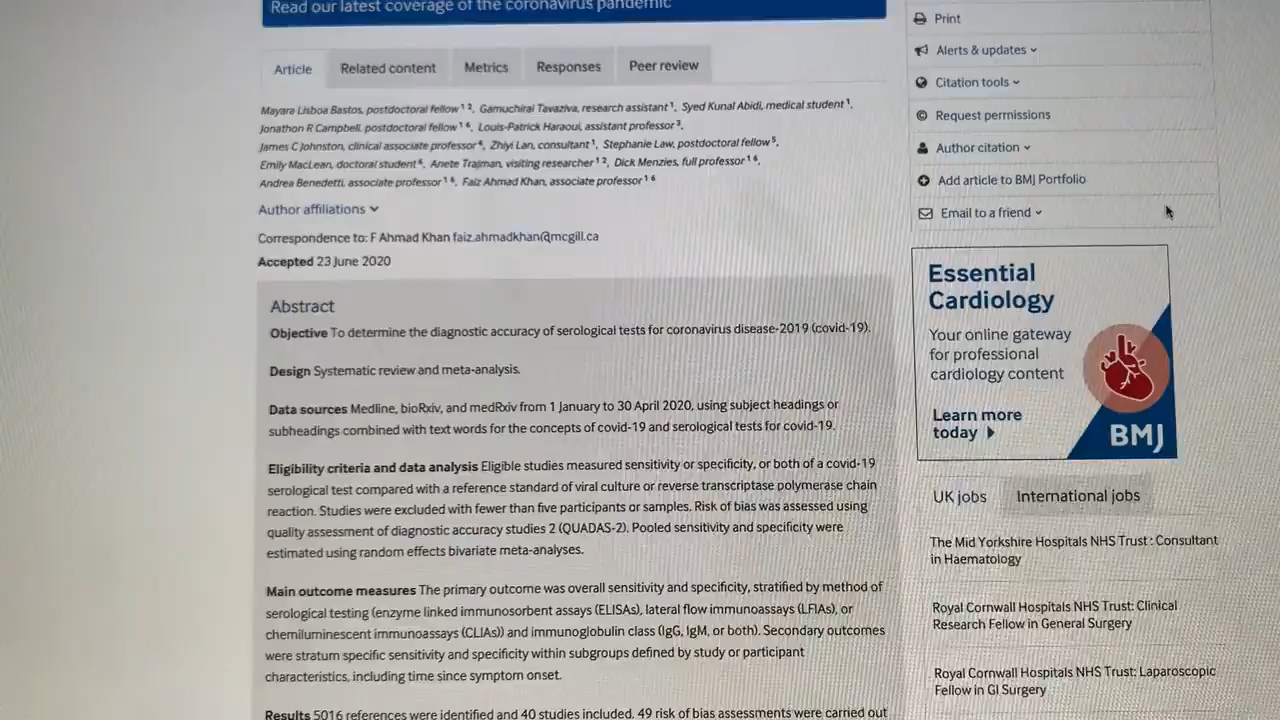 Read our latest coverage of the coronavirus pandemic
Article
Related content
Metrics
Responses
Peer review
Mayara Lisboa Bastos, postdoctoral fellow 1 2, Gamuchirai Tavaziva, research assistant 1, Syed Kunal Abidi, medical student 1,
Jonathon R Campbell, postdoctoral fellow 1 6, Louis-Patrick Haraoui, assistant professor 3,
James C Johnston, clinical associate professor 4, Zhiyi Lan, consultant 1, Stephanie Law, postdoctoral fellow 5,
Emily MacLean, doctoral student 6, Anete Trajman, visiting researcher 1 2, Dick Menzies, full professor 1 6,
Andrea Benedetti, associate professor 1 6, Faiz Ahmad Khan, associate professor 1 6
Author affiliations
Correspondence to: F Ahmad Khan faiz.ahmadkhan@mcgill.ca
Accepted 23 June 2020
Abstract
Objective To determine the diagnostic accuracy of serological tests for coronavirus disease-2019 (covid-19).
Design Systematic review and meta-analysis.
Data sources Medline, bioRxiv, and medRxiv from 1 January to 30 April 2020, using subject headings or
subheadings combined with text words for the concepts of covid-19 and serological tests for covid-19.
Eligibility criteria and data analysis Eligible studies measured sensitivity or specificity, or both of a covid-19
serological test compared with a reference standard of viral culture or reverse transcriptase polymerase chain
reaction. Studies were excluded with fewer than five participants or samples. Risk of bias was assessed using
quality assessment of diagnostic accuracy studies 2 (QUADAS-2). Pooled sensitivity and specificity were
estimated using random effects bivariate meta-analyses.
Main outcome measures The primary outcome was overall sensitivity and specificity, stratified by method of
serological testing (enzyme linked immunosorbent assays (ELISAs), lateral flow immunoassays (LFIAs), or
chemiluminescent immunoassays (CLIAs)) and immunoglobulin class (IgG, IgM, or both). Secondary outcomes
were stratum specific sensitivity and specificity within subgroups defined by study or participant
characteristics, including time since symptom onset.
Results 5016 references were identified and 40 studies included. 49 risk of bias assessments were carried out
Print
Alerts & updates
Citation tools
Request permissions
Author citation
Add article to BMJ Portfolio
Email to a friend
Essential
Cardiology
Your online gateway
for professional
cardiology content
Learn more
today
BMJ
UK jobs
International jobs
The Mid Yorkshire Hospitals NHS Trust : Consultant
in Haematology
Royal Cornwall Hospitals NHS Trust: Clinical
Research Fellow in General Surgery
Royal Cornwall Hospitals NHS Trust: Laparoscopic
Fellow in GI Surgery